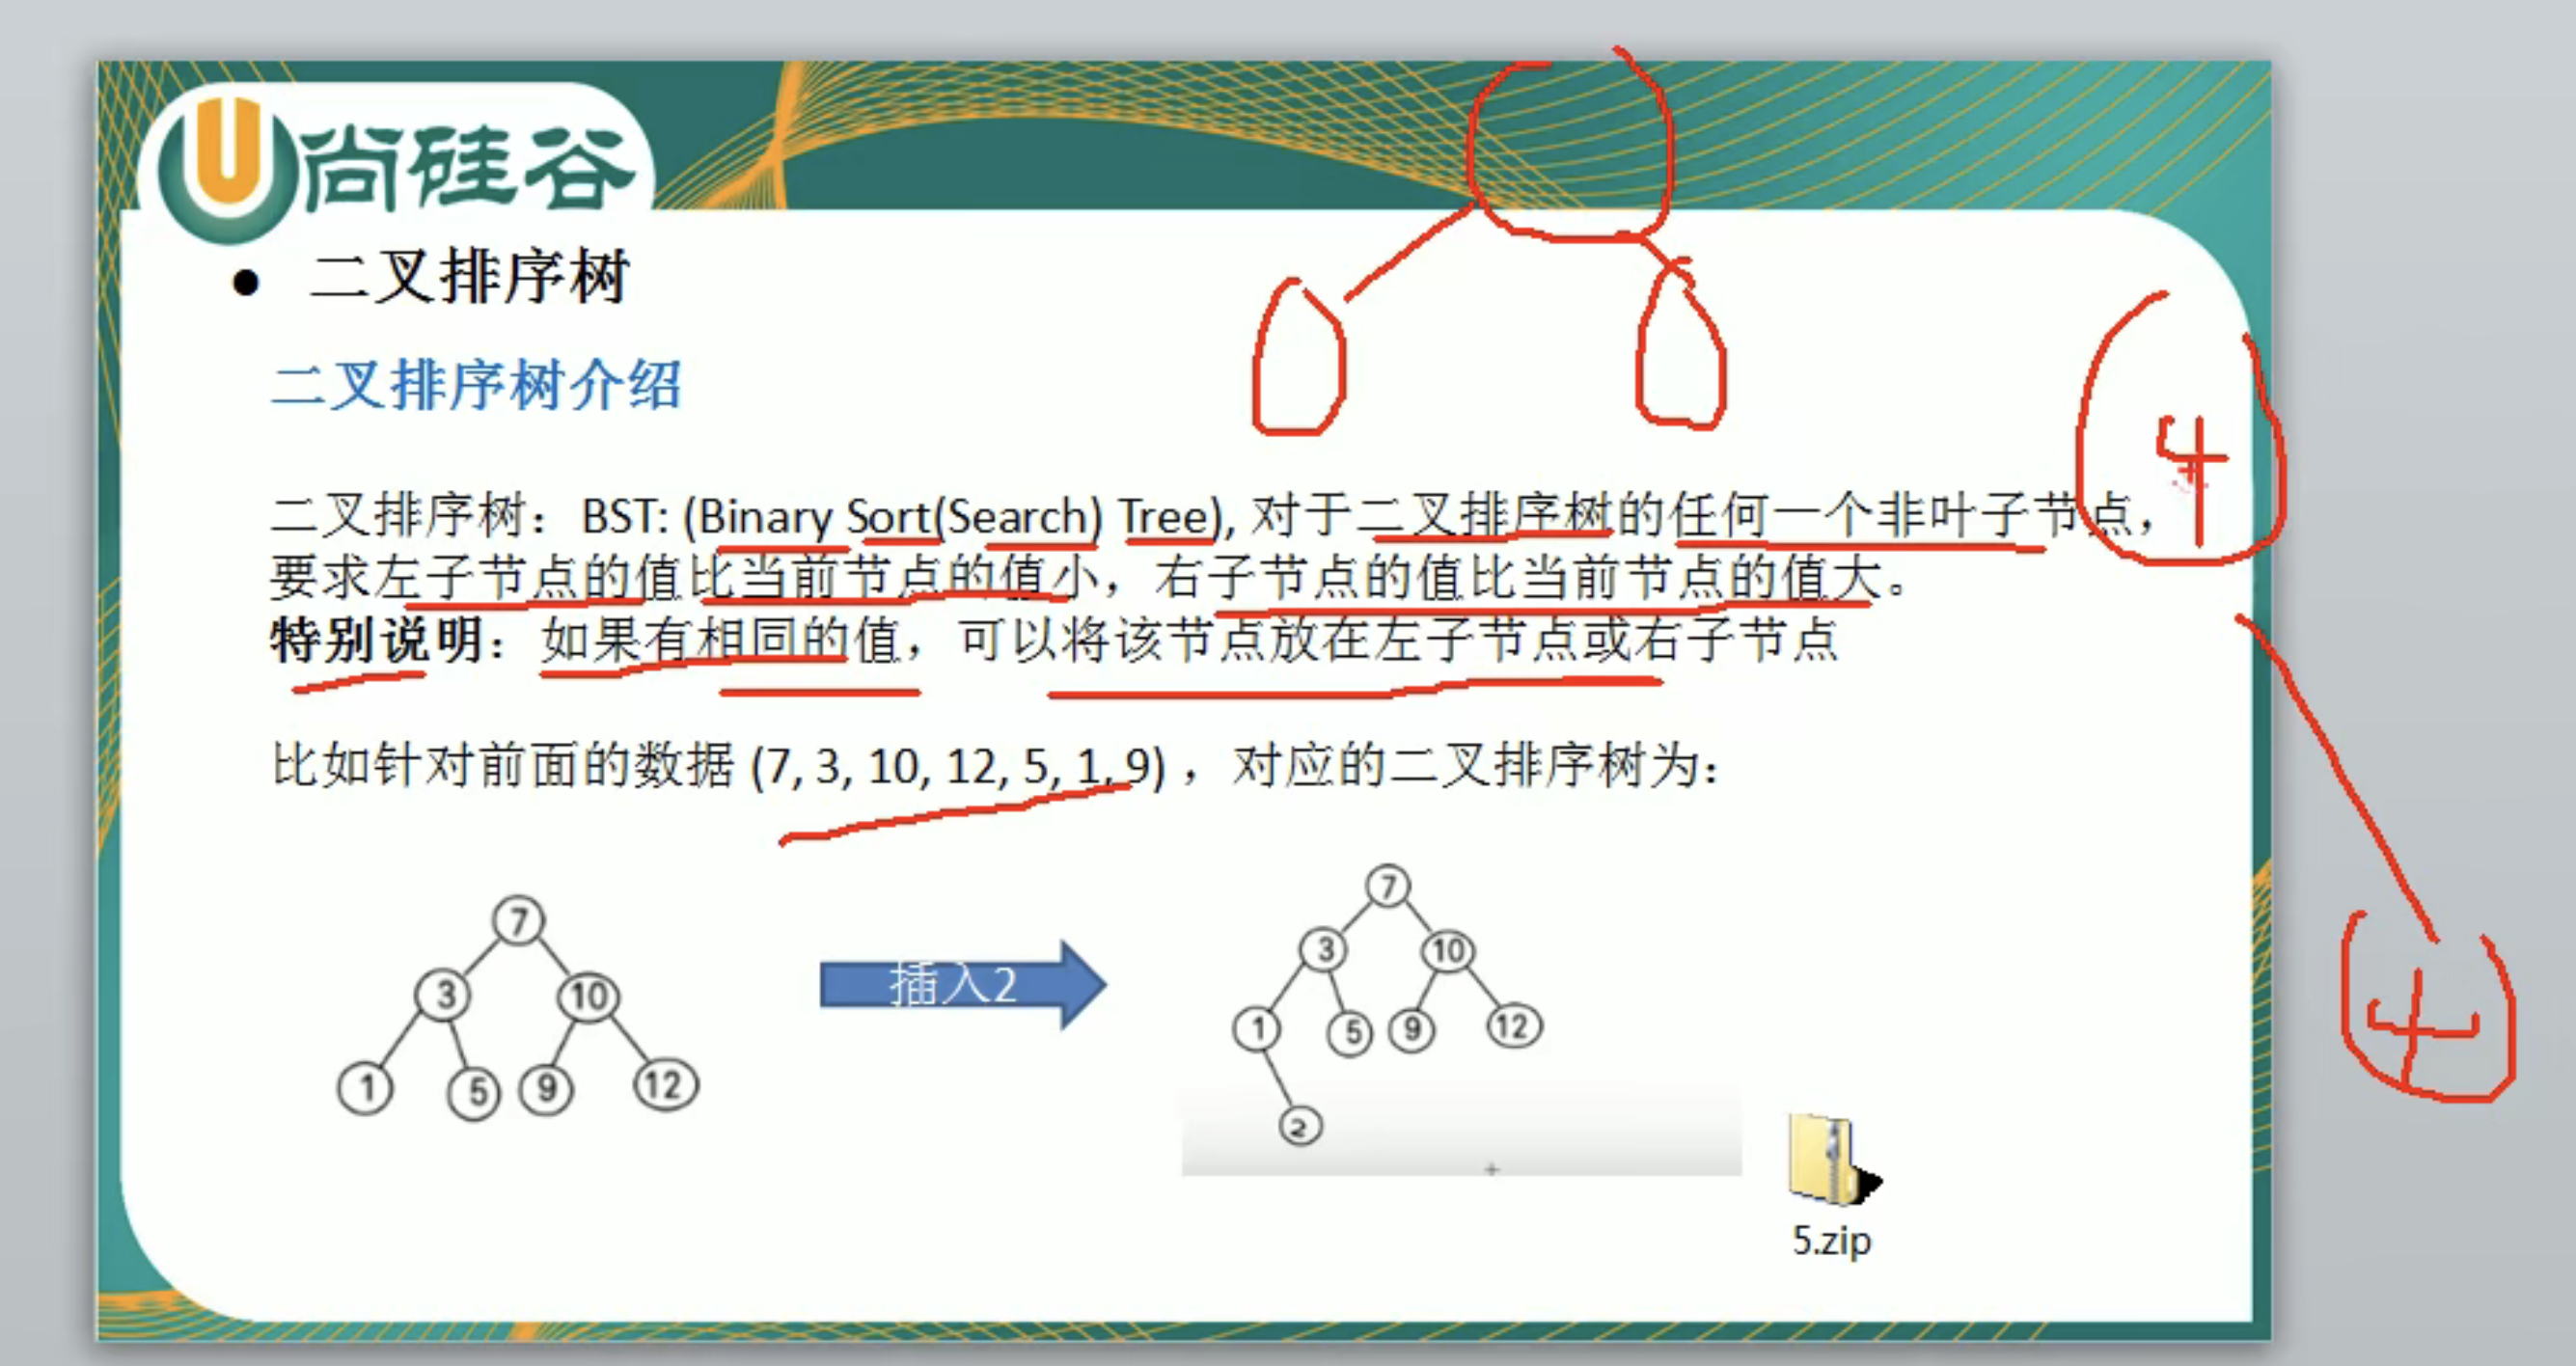 尚硅谷
● 二叉排序树
二叉排序树介绍
二叉排序树：BST: (Binary Sort(Search) Tree), 对于二叉排序树的任何一个非叶子节点，
要求左子节点的值比当前节点的值小，右子节点的值比当前节点的值大。
特别说明：如果有相同的值，可以将该节点放在左子节点或右子节点
比如针对前面的数据 (7, 3, 10, 12, 5, 1, 9) ，对应的二叉排序树为：
7
3 10
1 5 9 12
插入2
7
3 10
1 5 9 12
2
5.zip
4
4